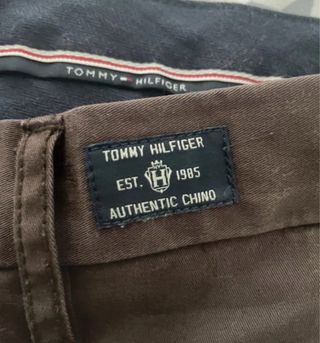 TOMMY HILFIGER
TOMMY HILFIGER
EST. H 1985
AUTHENTIC CHINO